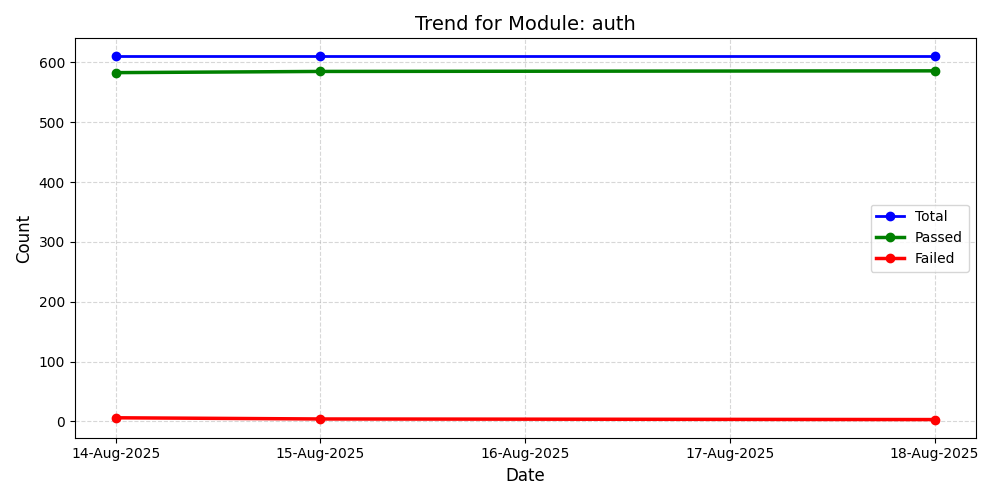 Trend for Module: auth
Count
600
500
400
300
200
100
0
Total
Passed
Failed
14-Aug-2025 15-Aug-2025 16-Aug-2025 17-Aug-2025 18-Aug-2025
Date